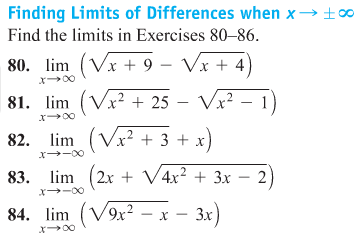 Finding Limits of Differences when x → ±∞
Find the limits in Exercises 80–86.
80. lim x→∞ (√(x + 9) − √(x + 4))
81. lim x→∞ (√(x² + 25) − √(x² − 1))
82. lim x→−∞ (√(x² + 3) + x)
83. lim x→−∞ (2x + √(4x² + 3x − 2))
84. lim x→∞ (√(9x² − x) − 3x)